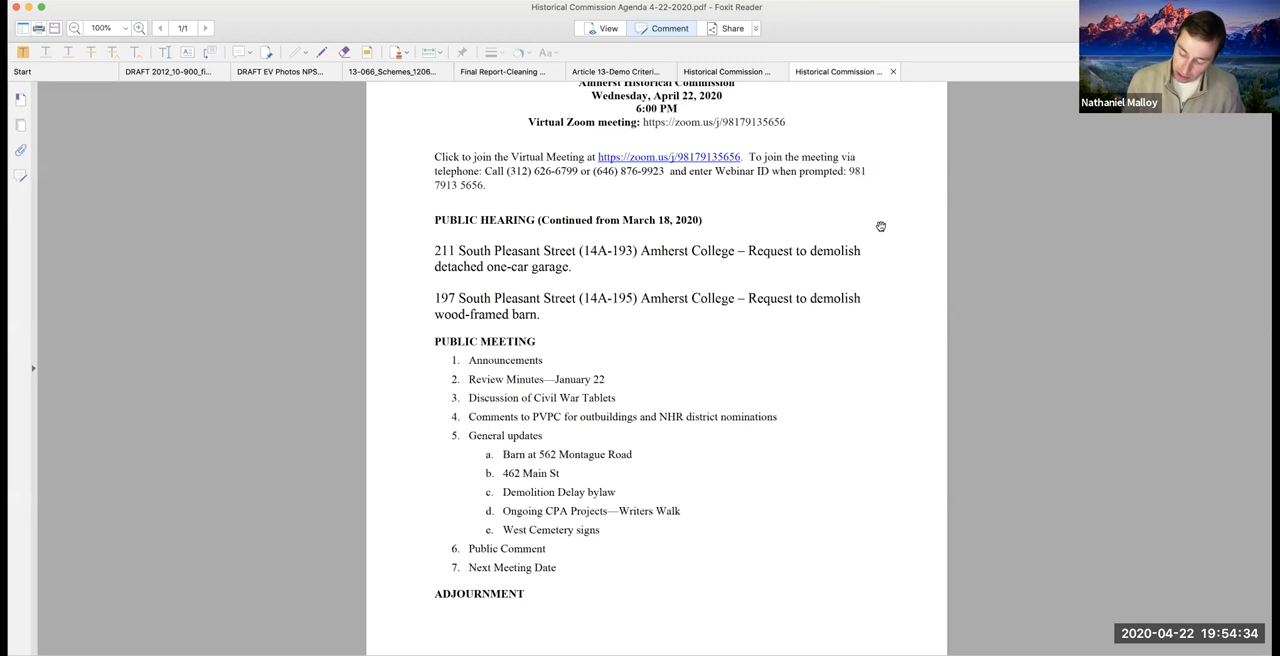 Historical Commission Agenda 4-22-2020.pdf - Foxit Reader
100% 1/1 View Comment Share
Start DRAFT 2012_10-900_fi... DRAFT EV Photos NPS... 13-066_Schemes_1206... Final Report-Cleaning ... Article 13-Demo Criteri... Historical Commission ... Historical Commission ...
Nathaniel Malloy
Amherst Historical Commission
Wednesday, April 22, 2020
6:00 PM
Virtual Zoom meeting: https://zoom.us/j/98179135656
Click to join the Virtual Meeting at https://zoom.us/j/98179135656. To join the meeting via
telephone: Call (312) 626-6799 or (646) 876-9923 and enter Webinar ID when prompted: 981
7913 5656.
PUBLIC HEARING (Continued from March 18, 2020)
211 South Pleasant Street (14A-193) Amherst College – Request to demolish
detached one-car garage.
197 South Pleasant Street (14A-195) Amherst College – Request to demolish
wood-framed barn.
PUBLIC MEETING
1. Announcements
2. Review Minutes—January 22
3. Discussion of Civil War Tablets
4. Comments to PVPC for outbuildings and NHR district nominations
5. General updates
a. Barn at 562 Montague Road
b. 462 Main St
c. Demolition Delay bylaw
d. Ongoing CPA Projects—Writers Walk
e. West Cemetery signs
6. Public Comment
7. Next Meeting Date
ADJOURNMENT
2020-04-22 19:54:34